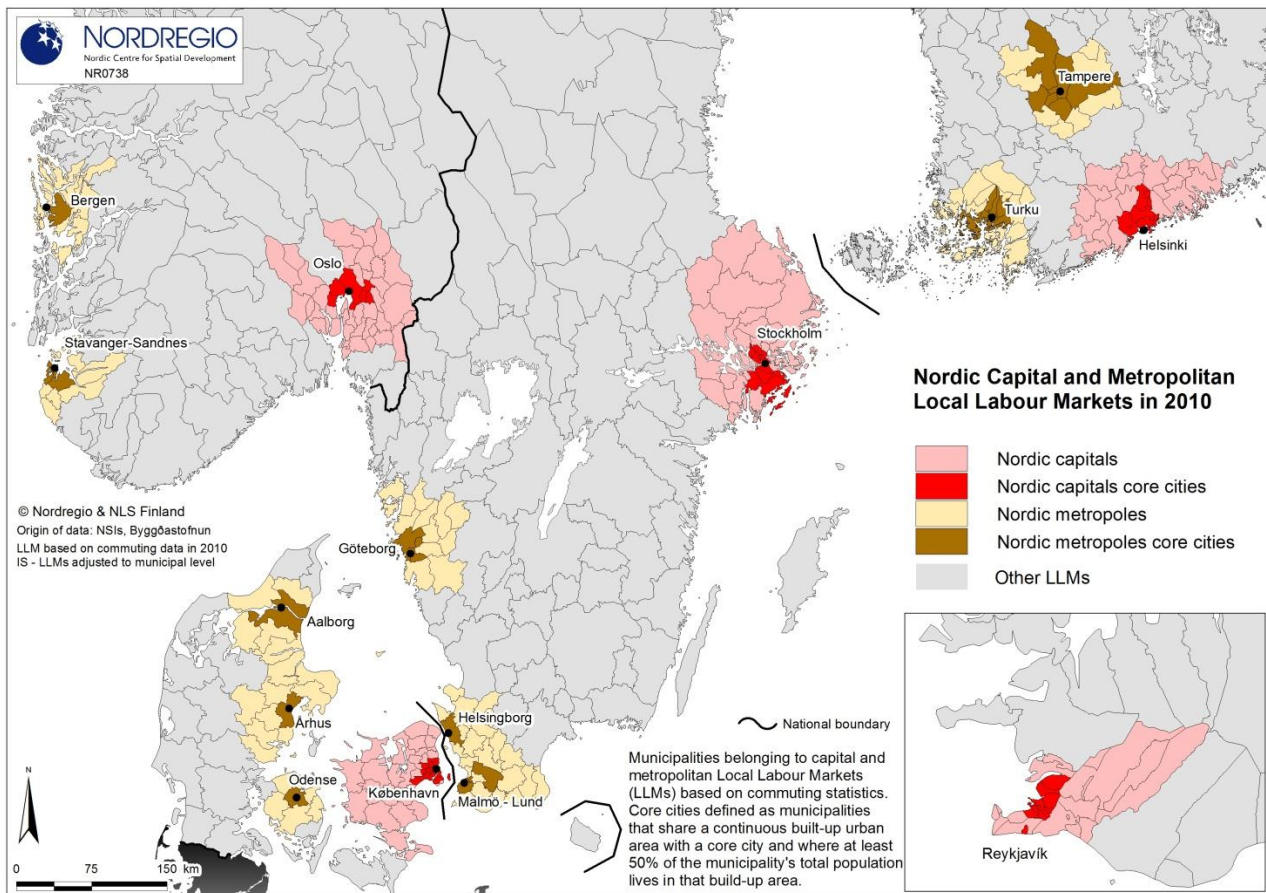 NORDREGIO
Nordic Centre for Spatial Development
NR0738
Tampere
Bergen
Turku
Helsinki
Oslo
Stavanger-Sandnes
Stockholm
Nordic Capital and Metropolitan
Local Labour Markets in 2010
Nordic capitals
Nordic capitals core cities
Nordic metropoles
Nordic metropoles core cities
Other LLMs
© Nordregio & NLS Finland
Origin of data: NSIs, Byggðastofnun
LLM based on commuting data in 2010
IS - LLMs adjusted to municipal level
Göteborg
Aalborg
Århus
Helsingborg
Odense
København
Malmö - Lund
National boundary
Municipalities belonging to capital and
metropolitan Local Labour Markets
(LLMs) based on commuting statistics.
Core cities defined as municipalities
that share a continuous built-up urban
area with a core city and where at least
50% of the municipality's total population
lives in that build-up area.
Reykjavík
N
0 75 150 km